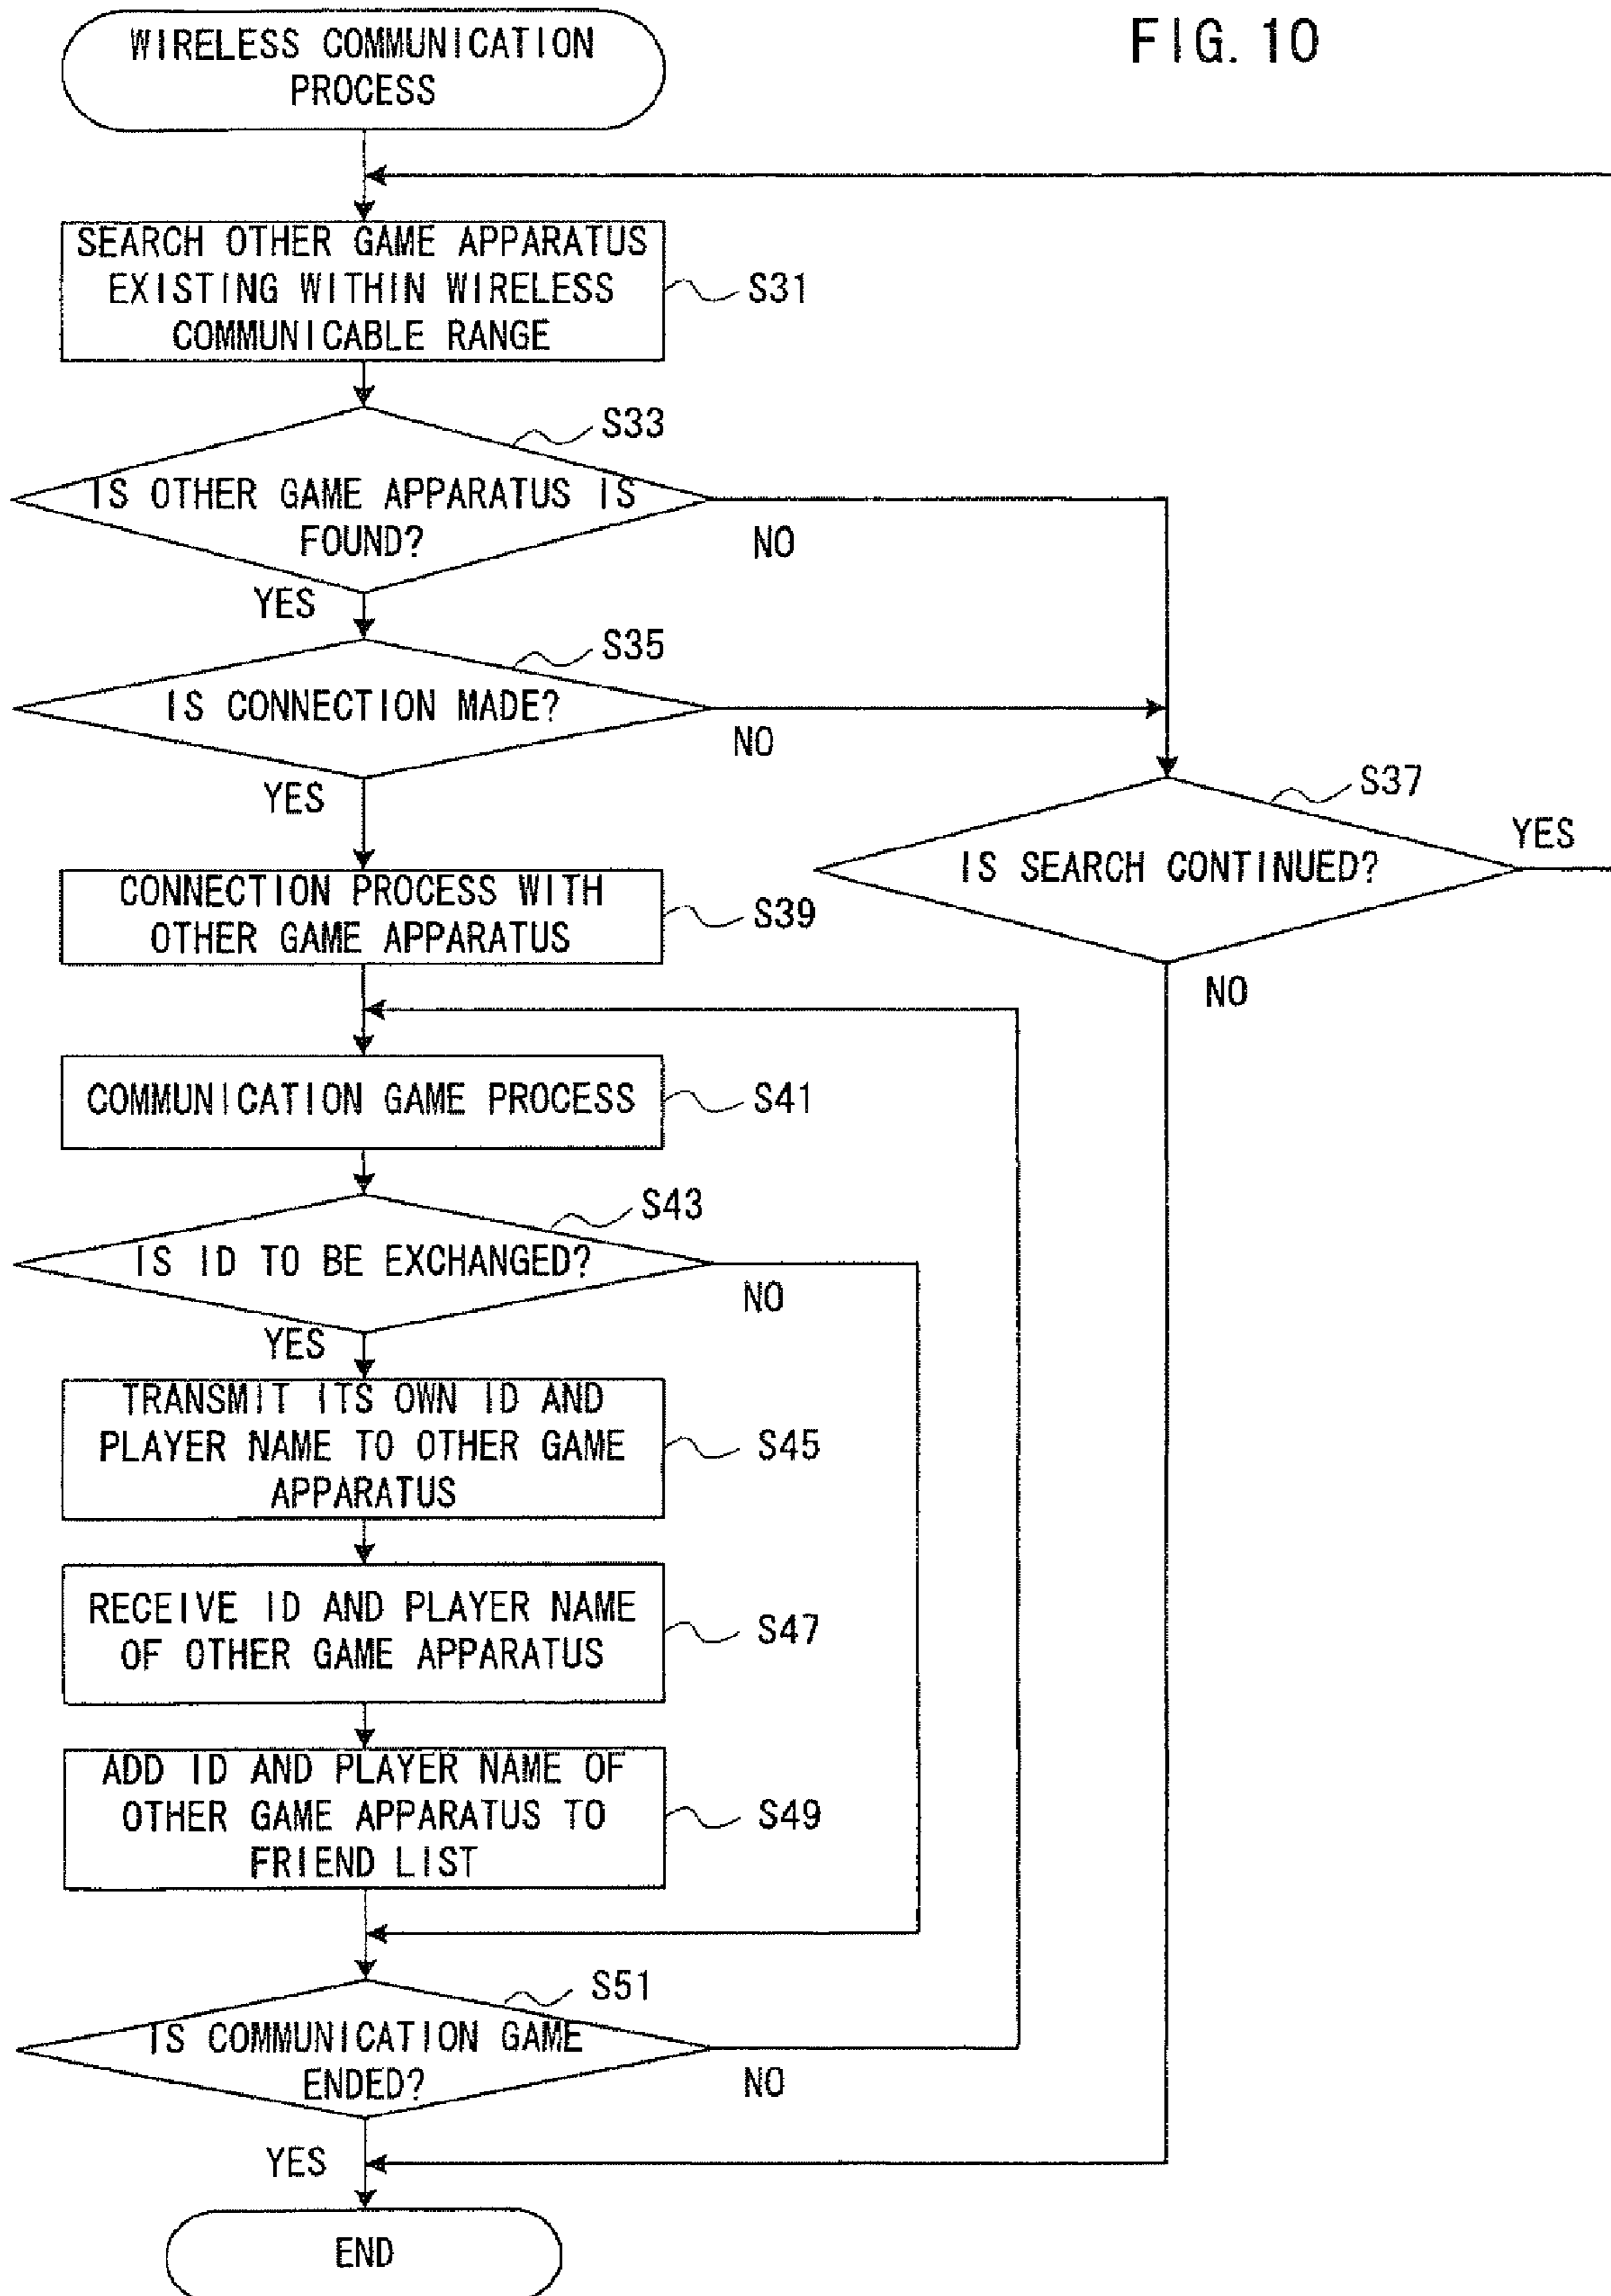 FIG. 10
WIRELESS COMMUNICATION
PROCESS
SEARCH OTHER GAME APPARATUS
EXISTING WITHIN WIRELESS
COMMUNICABLE RANGE
S31
S33
IS OTHER GAME APPARATUS IS
FOUND?
NO
YES
S35
IS CONNECTION MADE?
NO
YES
S37
IS SEARCH CONTINUED?
YES
NO
CONNECTION PROCESS WITH
OTHER GAME APPARATUS
S39
COMMUNICATION GAME PROCESS
S41
S43
IS ID TO BE EXCHANGED?
NO
YES
TRANSMIT ITS OWN ID AND
PLAYER NAME TO OTHER GAME
APPARATUS
S45
RECEIVE ID AND PLAYER NAME
OF OTHER GAME APPARATUS
S47
ADD ID AND PLAYER NAME OF
OTHER GAME APPARATUS TO
FRIEND LIST
S49
S51
IS COMMUNICATION GAME
ENDED?
NO
YES
END